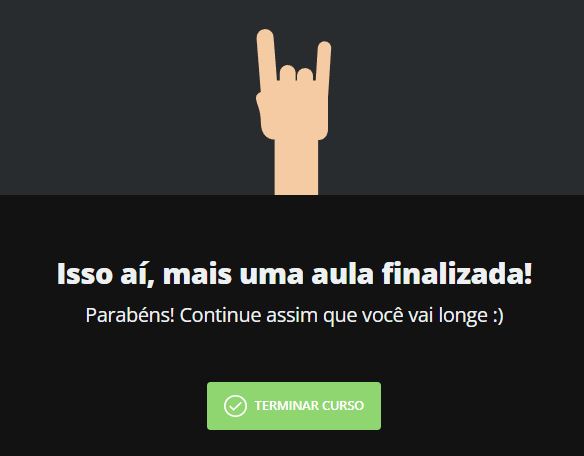 Isso aí, mais uma aula finalizada!
Parabéns! Continue assim que você vai longe :)
TERMINAR CURSO